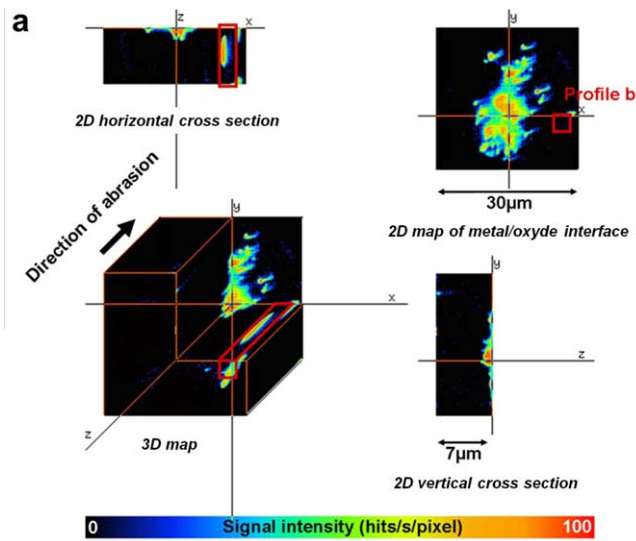 a
z
x
2D horizontal cross section
y
Profile b
x
30µm
2D map of metal/oxyde interface
Direction of abrasion
y
x
z
3D map
y
z
7µm
2D vertical cross section
0 Signal intensity (hits/s/pixel) 100